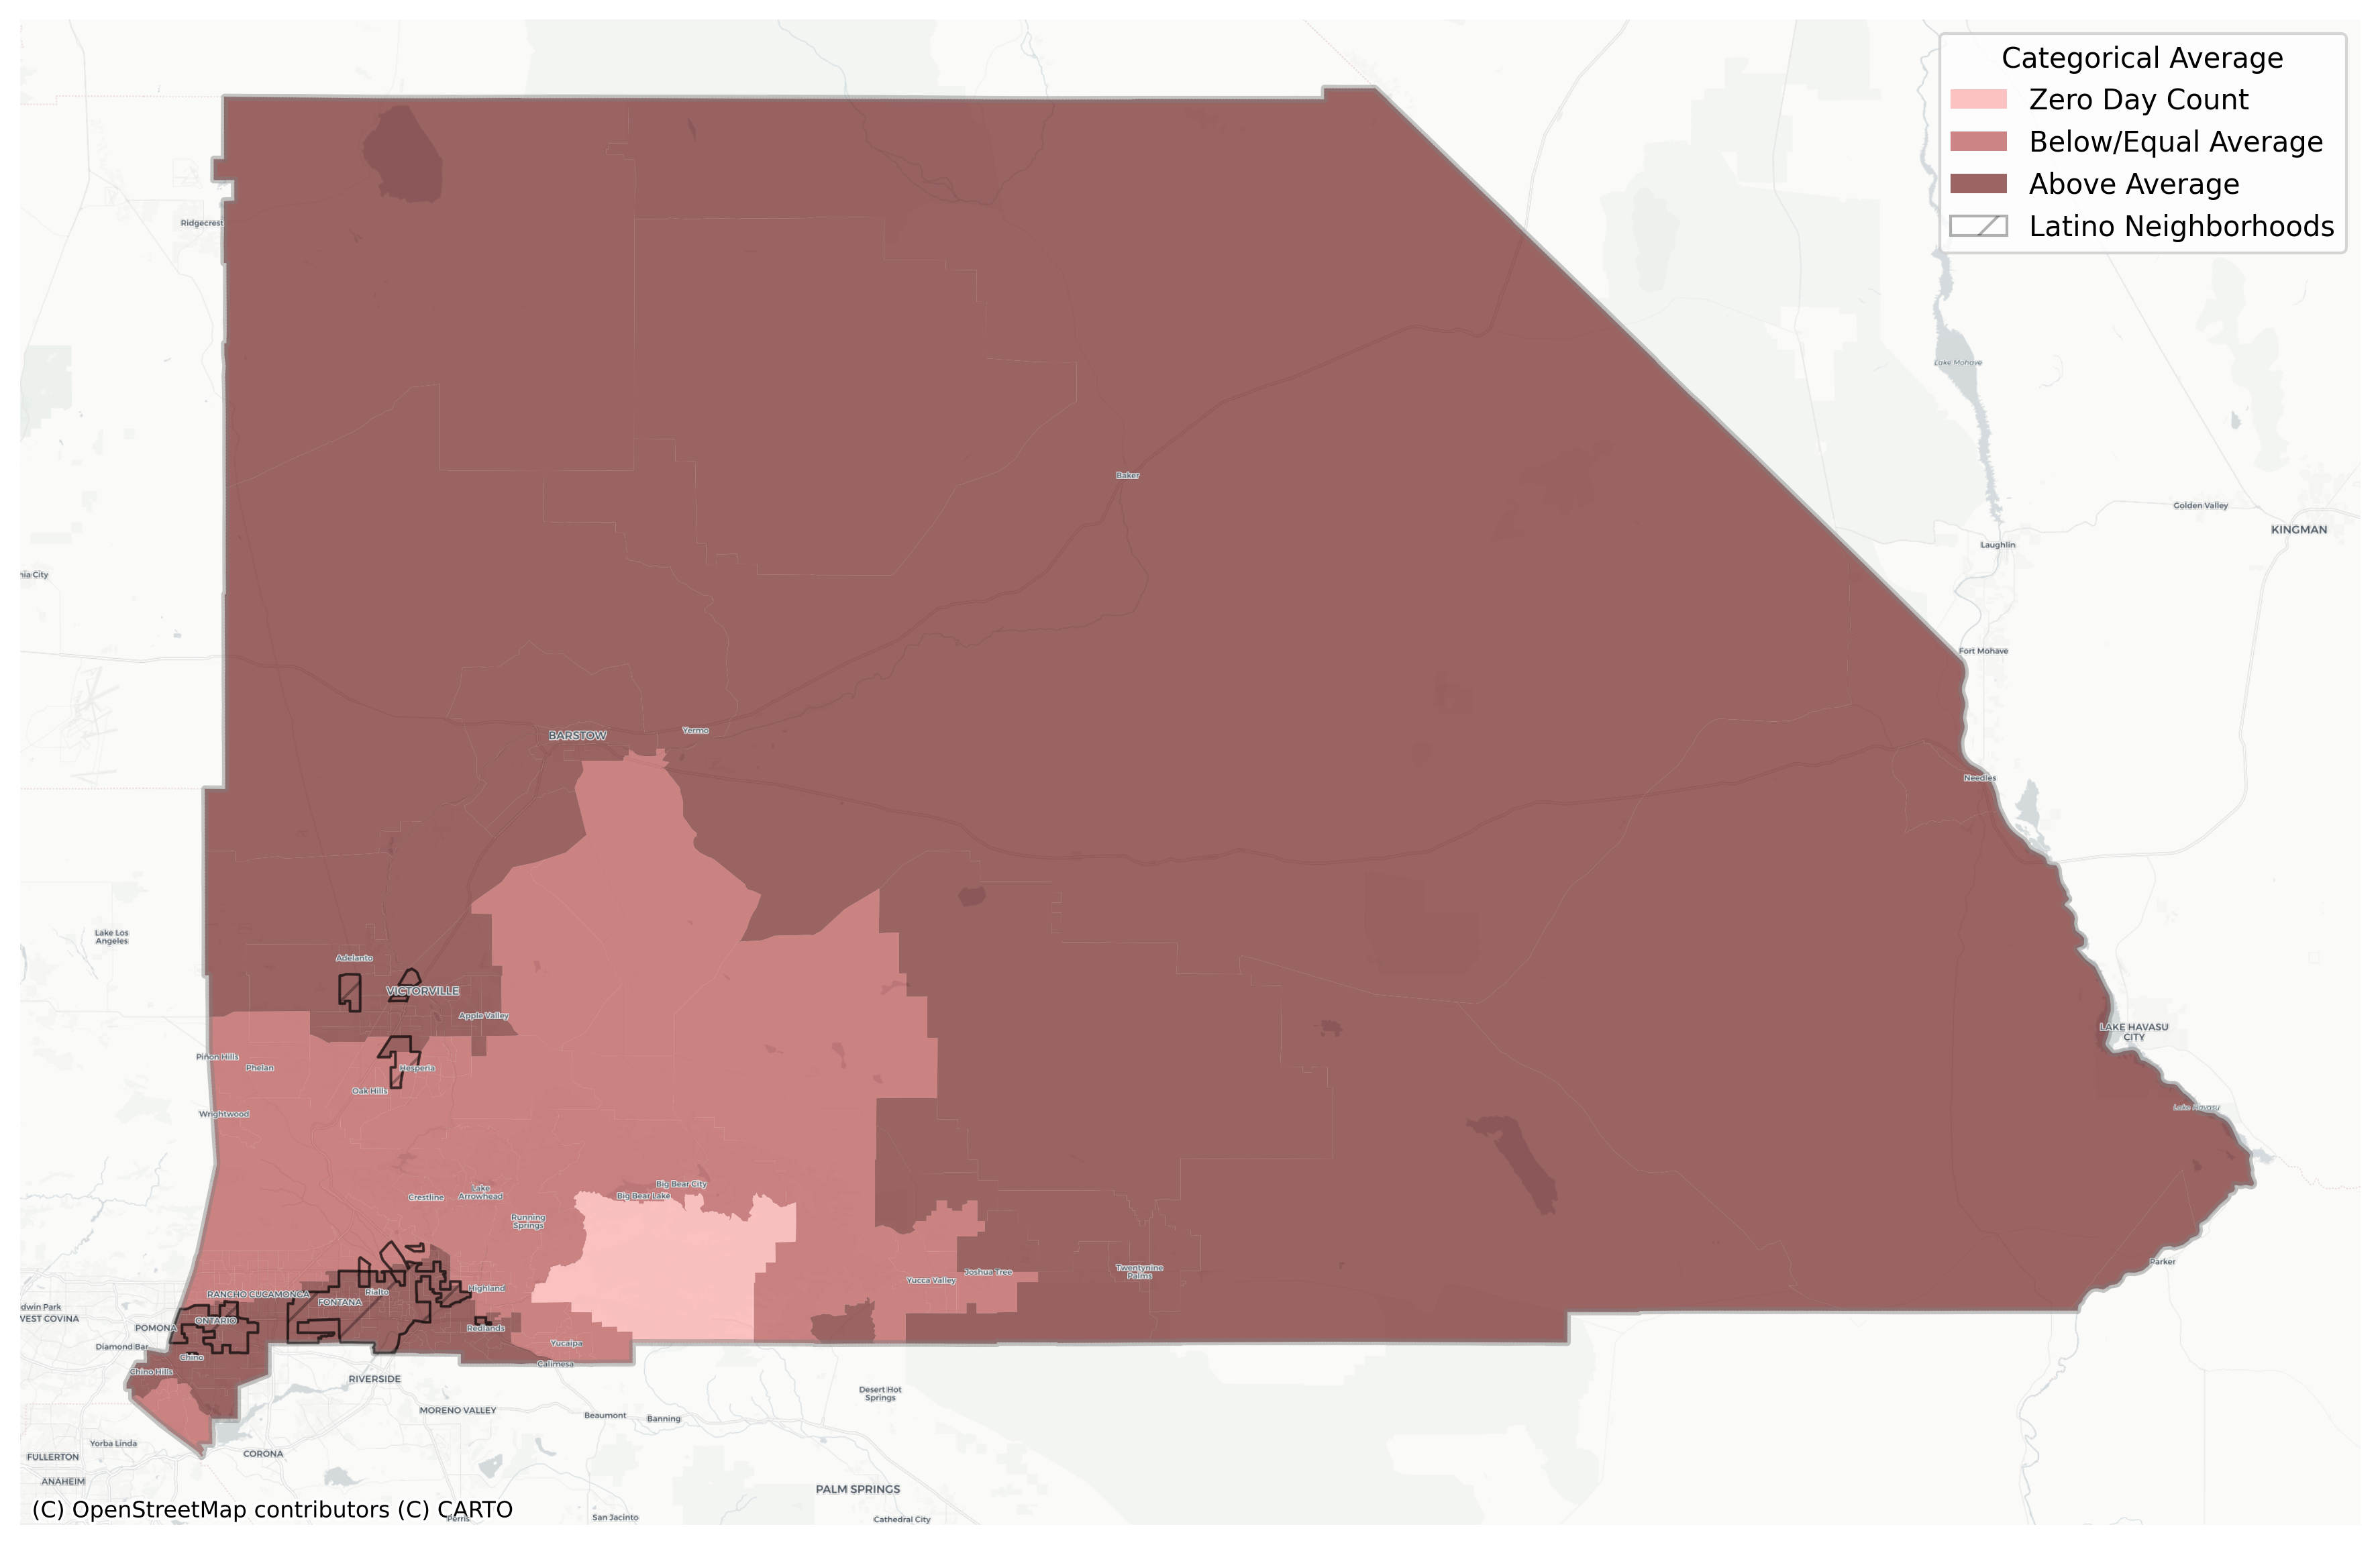 Categorical Average
Zero Day Count
Below/Equal Average
Above Average
Latino Neighborhoods
Ridgecrest
Lake Mohave
Baker
Golden Valley
KINGMAN
Laughlin
nia City
Fort Mohave
BARSTOW
Yermo
Needles
Lake Los
Angeles
Adelanto
VICTORVILLE
Apple Valley
LAKE HAVASU
CITY
Piñon Hills
Phelan
Hesperia
Oak Hills
Wrightwood
Lake Havasu
Big Bear City
Lake
Arrowhead
Big Bear Lake
Crestline
Running
Springs
Parker
Twentynine
Palms
Joshua Tree
Yucca Valley
Highland
Rialto
RANCHO CUCAMONGA
FONTANA
dwin Park
WEST COVINA
ONTARIO
POMONA
Redlands
Yucaipa
Diamond Bar
Chino
Calimesa
Chino Hills
RIVERSIDE
Desert Hot
Springs
MORENO VALLEY
Beaumont
Banning
Yorba Linda
CORONA
FULLERTON
ANAHEIM
PALM SPRINGS
(C) OpenStreetMap contributors (C) CARTO
Perris
San Jacinto
Cathedral City